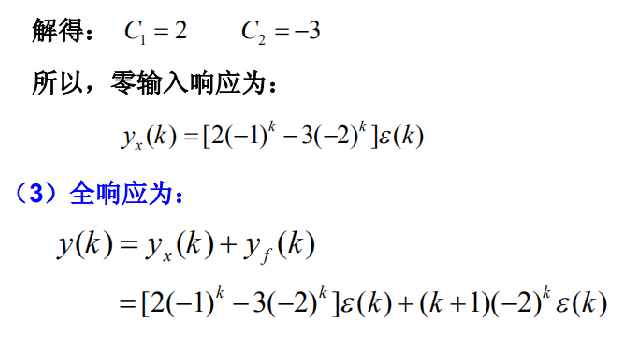 解得： C₁ = 2 C₂ = −3
所以，零输入响应为：
yₓ(k) = [2(−1)ᵏ − 3(−2)ᵏ]ε(k)
（3）全响应为：
y(k) = yₓ(k) + y_f(k)
= [2(−1)ᵏ − 3(−2)ᵏ]ε(k) + (k + 1)(−2)ᵏ ε(k)